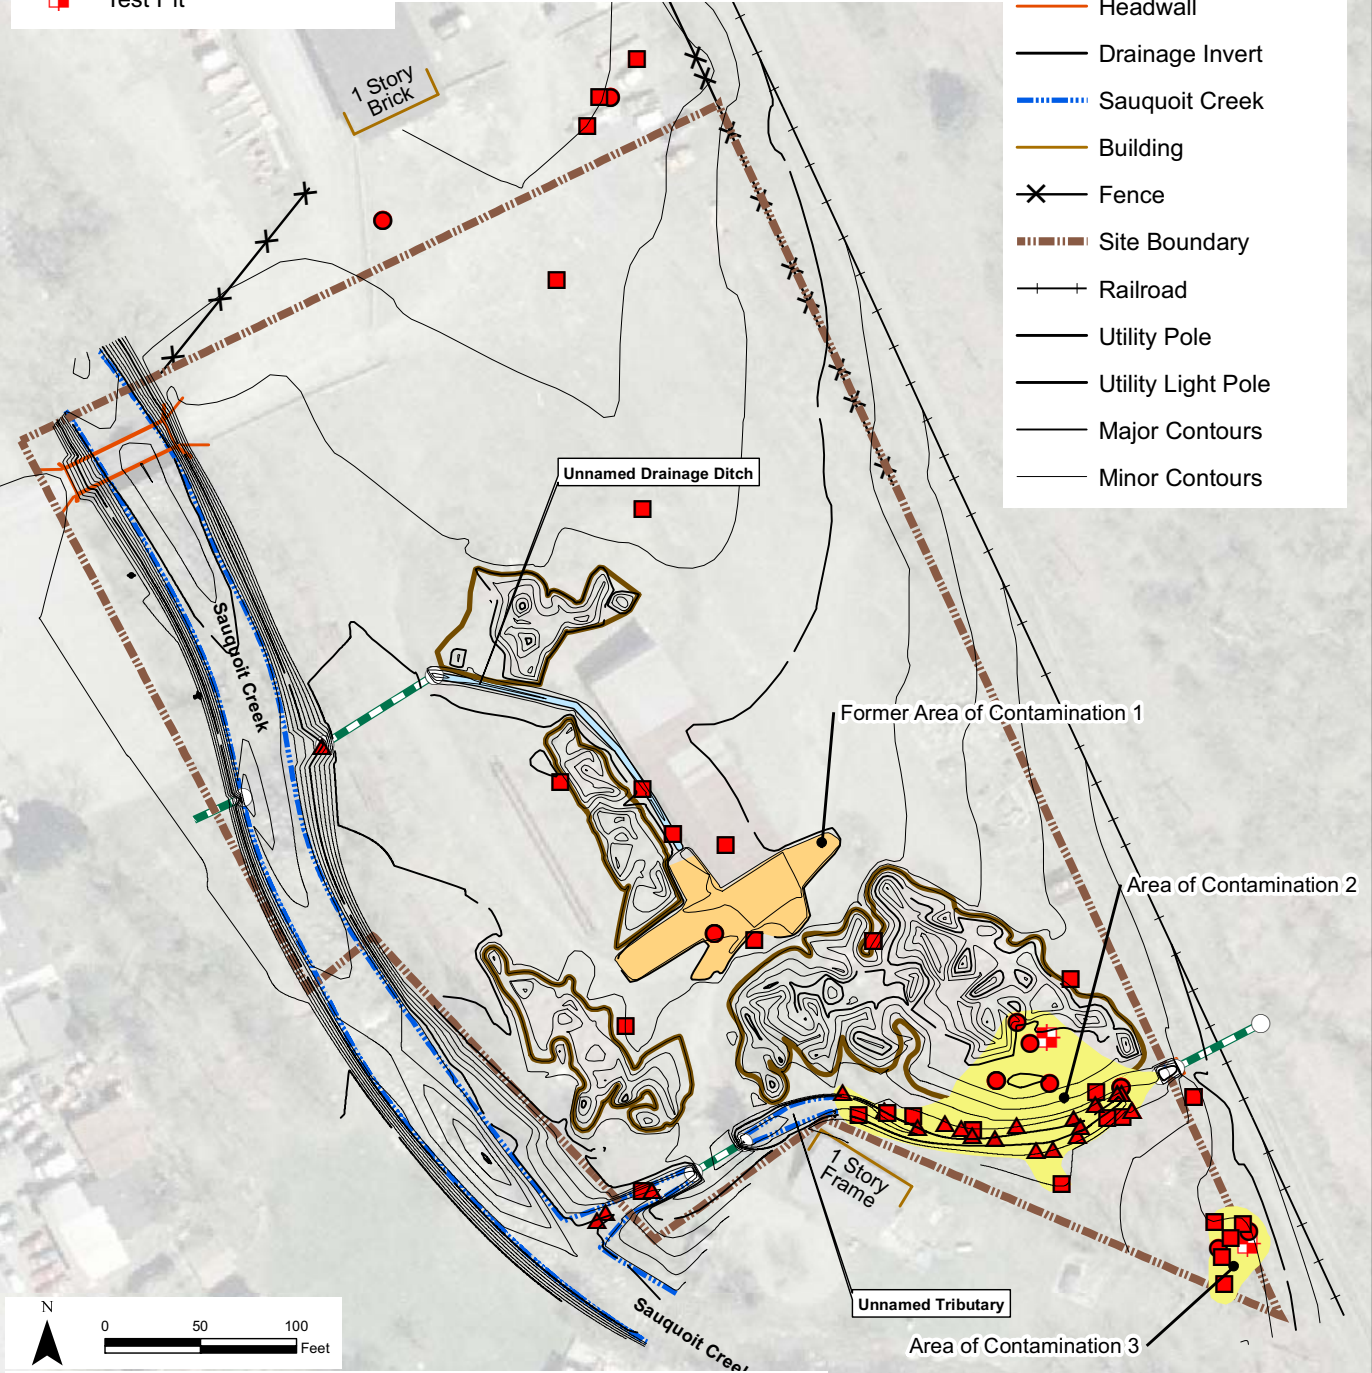 Test Pit
Headwall
Drainage Invert
Sauquoit Creek
Building
Fence
Site Boundary
Railroad
Utility Pole
Utility Light Pole
Major Contours
Minor Contours
1 Story
Brick
Unnamed Drainage Ditch
Sauquoit Creek
Former Area of Contamination 1
Area of Contamination 2
1 Story
Frame
Unnamed Tributary
Sauquoit Creek
Area of Contamination 3
N
0 50 100
Feet